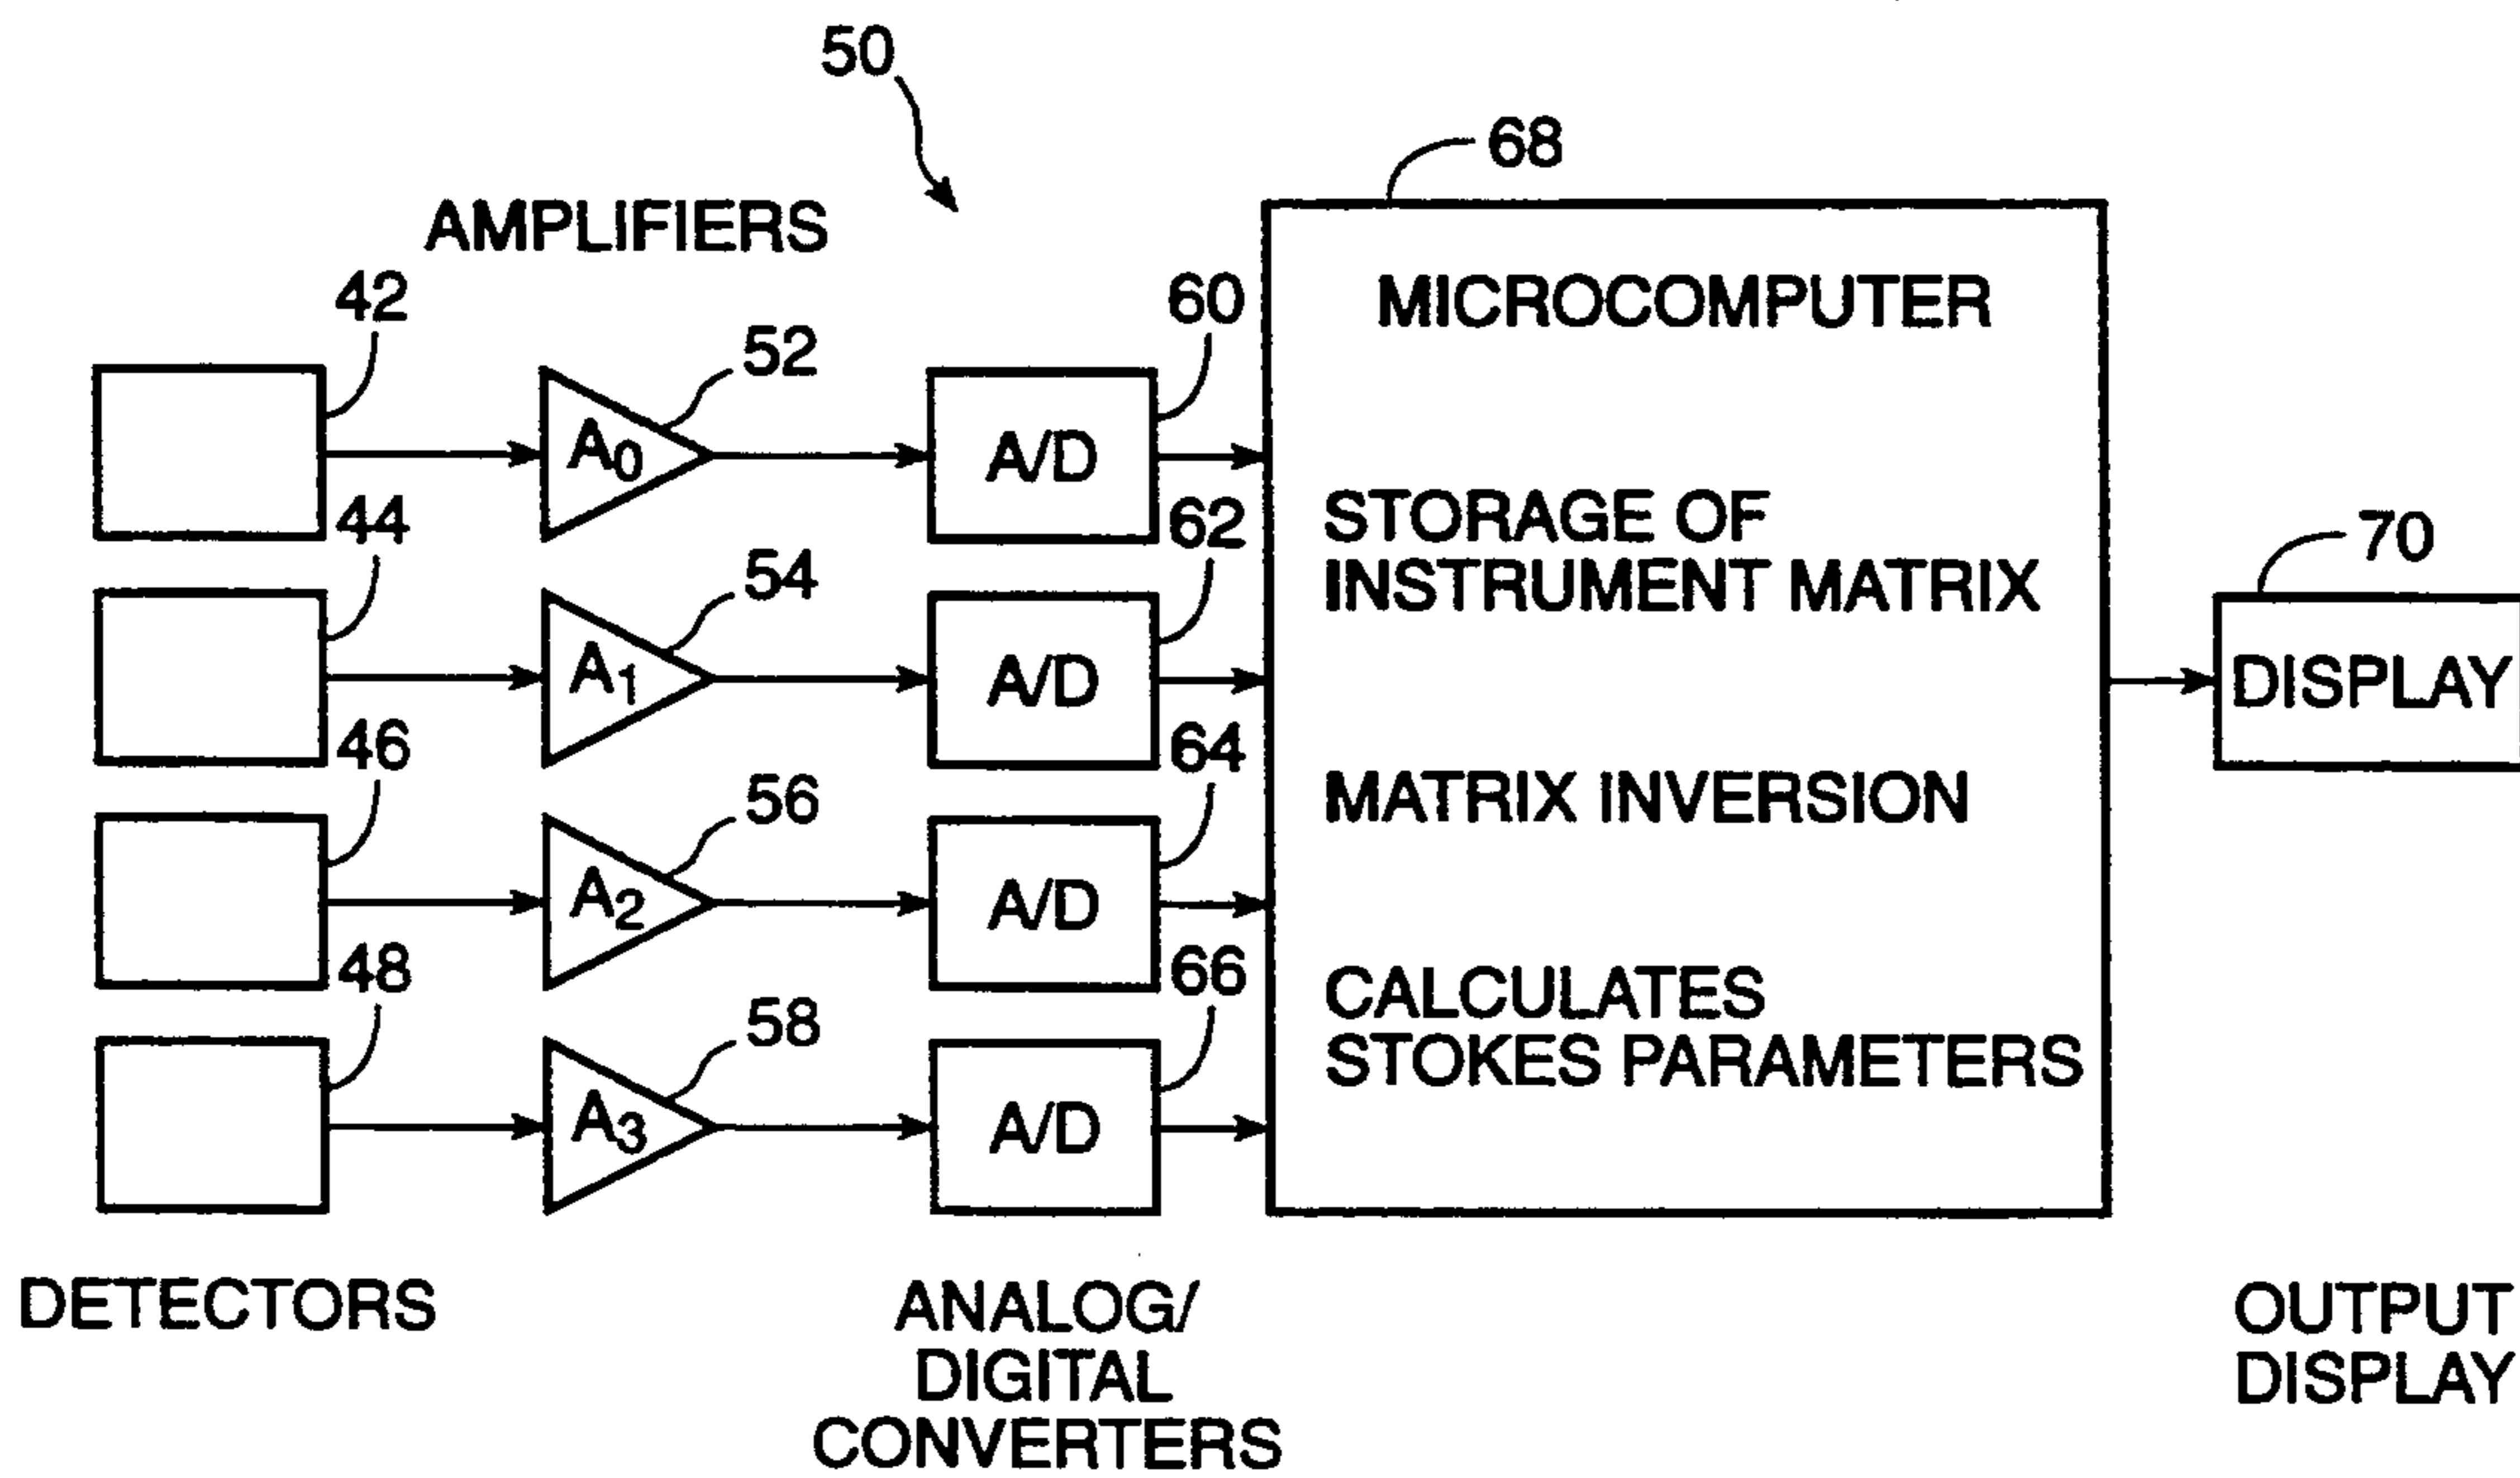 50
68
AMPLIFIERS
42
52
60
MICROCOMPUTER
A0
A/D
44
54
62
STORAGE OF
INSTRUMENT MATRIX
70
A1
A/D
DISPLAY
46
56
64
MATRIX INVERSION
A2
A/D
48
58
66
CALCULATES
STOKES PARAMETERS
A3
A/D
DETECTORS
ANALOG/
DIGITAL
CONVERTERS
OUTPUT
DISPLAY